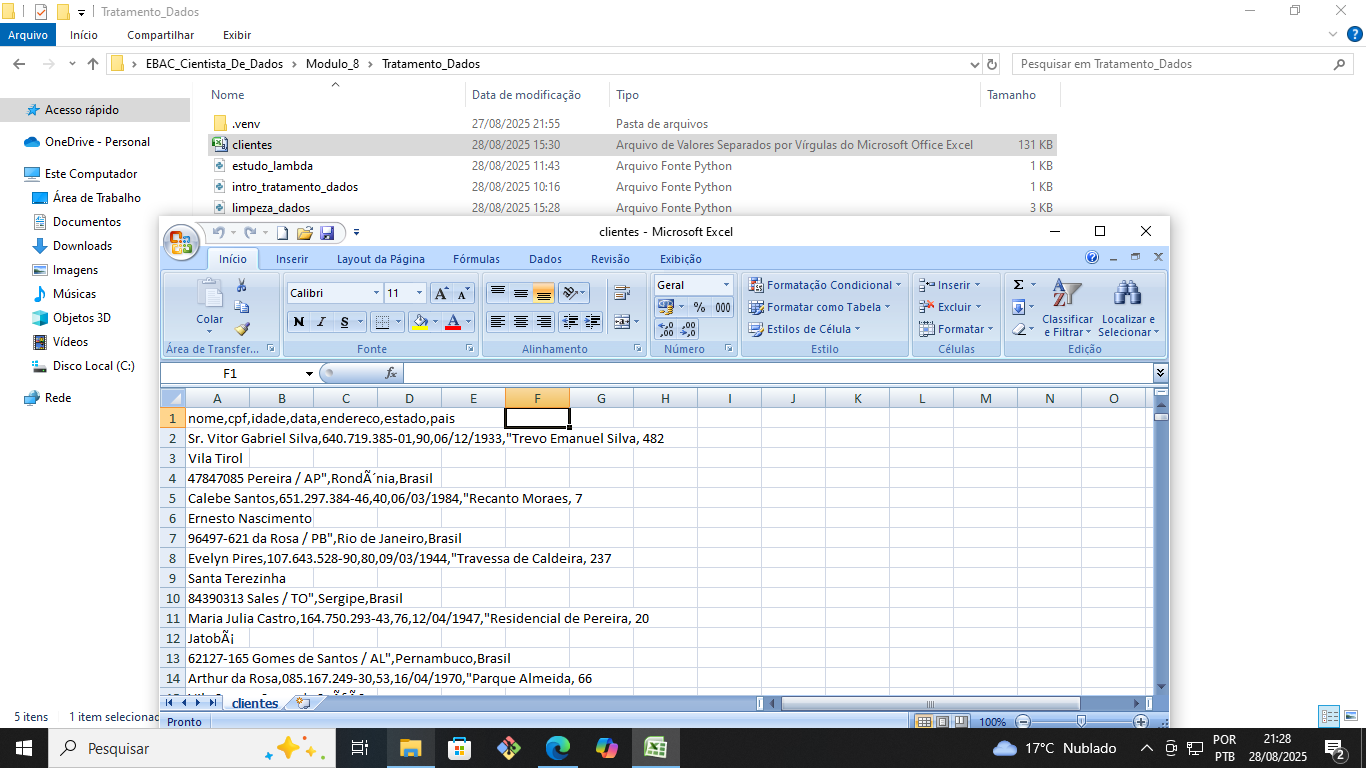 Tratamento_Dados
Arquivo Início Compartilhar Exibir
EBAC_Cientista_De_Dados Modulo_8 Tratamento_Dados
Pesquisar em Tratamento_Dados
Nome Data de modificação Tipo Tamanho
Acesso rápido
OneDrive - Personal
Este Computador
Área de Trabalho
Documentos
Downloads
Imagens
Músicas
Objetos 3D
Vídeos
Disco Local (C:)
Rede
.venv 27/08/2025 21:55 Pasta de arquivos
clientes 28/08/2025 15:30 Arquivo de Valores Separados por Vírgulas do Microsoft Office Excel 131 KB
estudo_lambda 28/08/2025 11:43 Arquivo Fonte Python 1 KB
intro_tratamento_dados 28/08/2025 10:16 Arquivo Fonte Python 1 KB
limpeza_dados 28/08/2025 15:28 Arquivo Fonte Python 3 KB
clientes - Microsoft Excel
Início Inserir Layout da Página Fórmulas Dados Revisão Exibição
Colar
Área de Transfer...
Calibri 11
N I S
Fonte
Alinhamento
Geral
% 000
Número
Formatação Condicional
Formatar como Tabela
Estilos de Célula
Estilo
Inserir
Excluir
Formatar
Células
Σ
Classificar e Filtrar
Localizar e Selecionar
Edição
F1 fx
A B C D E F G H I J K L M N O
1 nome,cpf,idade,data,endereco,estado,pais
2 Sr. Vitor Gabriel Silva,640.719.385-01,90,06/12/1933,"Trevo Emanuel Silva, 482
3 Vila Tirol
4 47847085 Pereira / AP",RondÃ´nia,Brasil
5 Calebe Santos,651.297.384-46,40,06/03/1984,"Recanto Moraes, 7
6 Ernesto Nascimento
7 96497-621 da Rosa / PB",Rio de Janeiro,Brasil
8 Evelyn Pires,107.643.528-90,80,09/03/1944,"Travessa de Caldeira, 237
9 Santa Terezinha
10 84390313 Sales / TO",Sergipe,Brasil
11 Maria Julia Castro,164.750.293-43,76,12/04/1947,"Residencial de Pereira, 20
12 JatobÃ¡
13 62127-165 Gomes de Santos / AL",Pernambuco,Brasil
14 Arthur da Rosa,085.167.249-30,53,16/04/1970,"Parque Almeida, 66
clientes
Pronto 100%
5 itens 1 item selecionad
Pesquisar
17°C Nublado
POR
PTB
21:28
28/08/2025
2